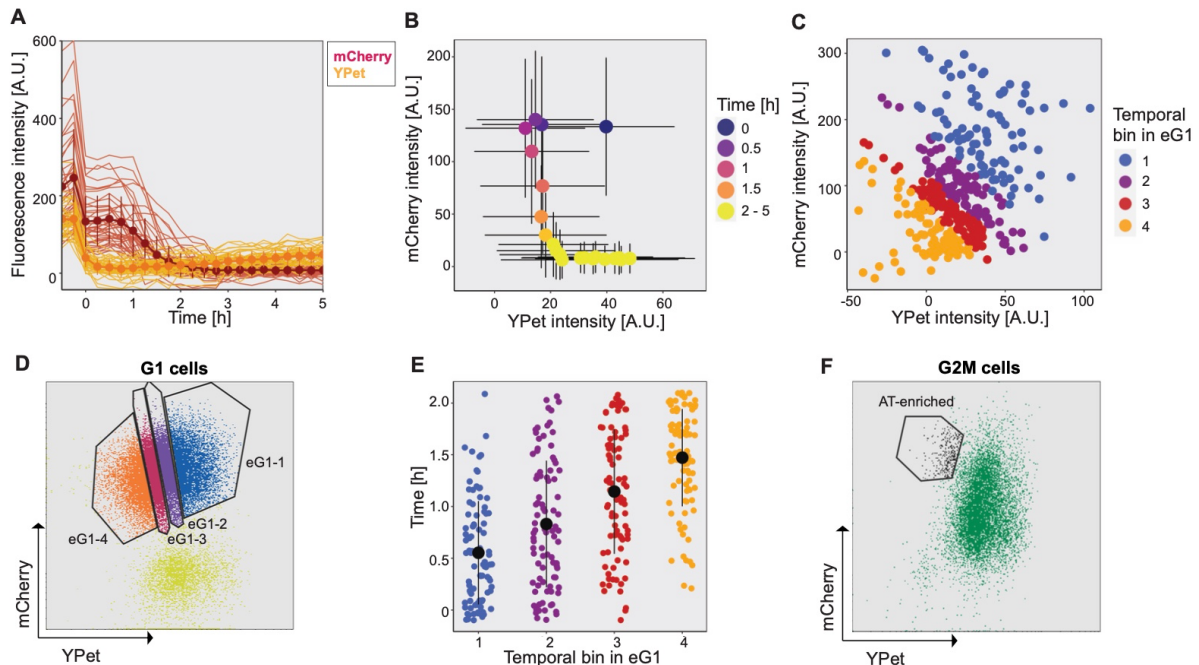 A
Fluorescence intensity [A.U.]
600
400
200
0
0 1 2 3 4 5
Time [h]
mCherry
YPet
B
mCherry intensity [A.U.]
200
150
100
50
0
0 20 40 60
YPet intensity [A.U.]
Time [h]
0
0.5
1
1.5
2 - 5
C
mCherry intensity [A.U.]
300
200
100
0
-50 0 50 100
YPet intensity [A.U.]
Temporal
bin in eG1
1
2
3
4
D
G1 cells
eG1-1
eG1-2
eG1-3
eG1-4
mCherry
YPet
E
Time [h]
2.0
1.5
1.0
0.5
0
1 2 3 4
Temporal bin in eG1
F
G2M cells
AT-enriched
mCherry
YPet